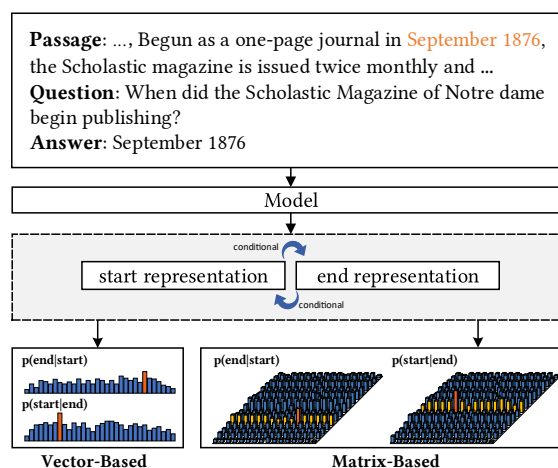 Passage: ..., Begun as a one-page journal in September 1876,
the Scholastic magazine is issued twice monthly and ...
Question: When did the Scholastic Magazine of Notre dame
begin publishing?
Answer: September 1876
Model
conditional
start representation
end representation
conditional
p(end|start)
p(start|end)
Vector-Based
p(end|start)
p(start|end)
Matrix-Based